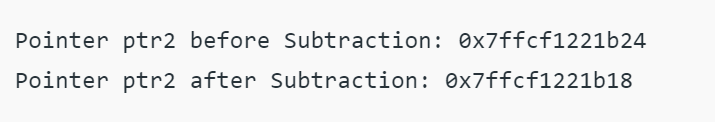 Pointer ptr2 before Subtraction: 0x7ffcf1221b24
Pointer ptr2 after Subtraction: 0x7ffcf1221b18